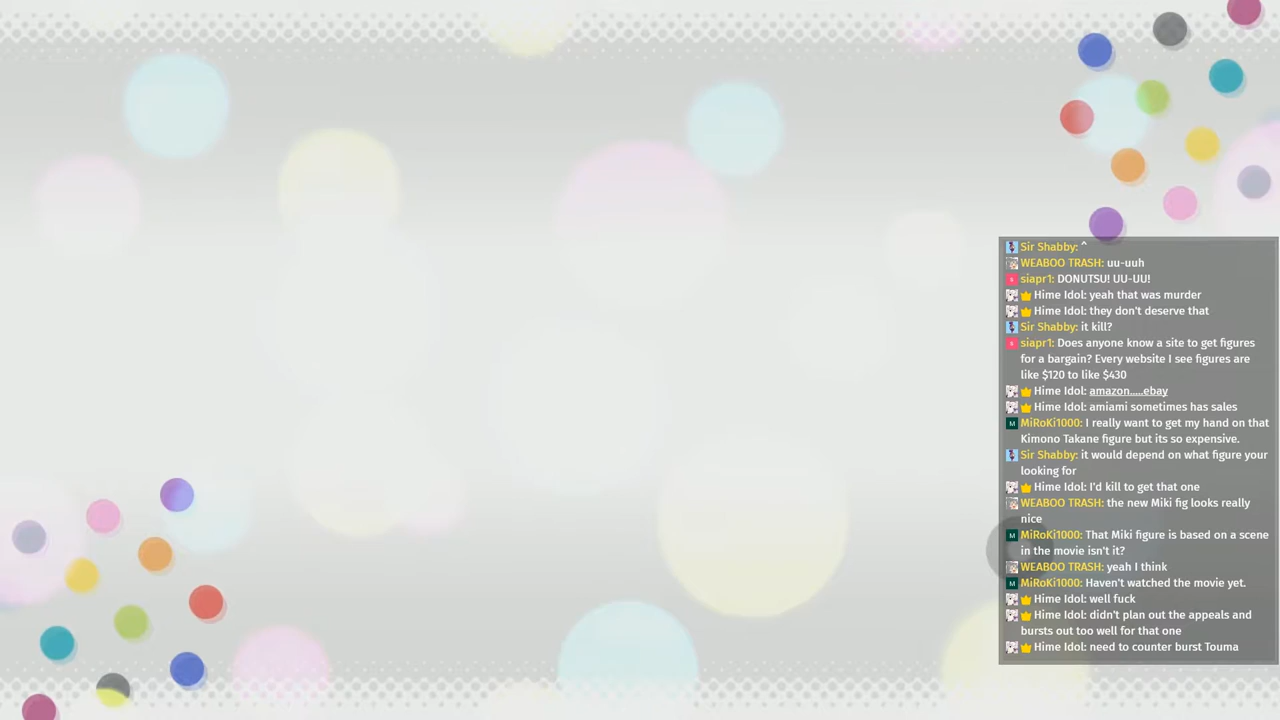 Sir Shabby: ^
WEABOO TRASH: uu-uuh
siapr1: DONUTSU! UU-UU!
Hime Idol: yeah that was murder
Hime Idol: they don't deserve that
Sir Shabby: it kill?
siapr1: Does anyone know a site to get figures
for a bargain? Every website I see figures are
like $120 to like $430
Hime Idol: amazon.....ebay
Hime Idol: amiami sometimes has sales
MiRoKi1000: I really want to get my hand on that
Kimono Takane figure but its so expensive.
Sir Shabby: it would depend on what figure your
looking for
Hime Idol: I'd kill to get that one
WEABOO TRASH: the new Miki fig looks really
nice
MiRoKi1000: That Miki figure is based on a scene
in the movie isn't it?
WEABOO TRASH: yeah I think
MiRoKi1000: Haven't watched the movie yet.
Hime Idol: well fuck
Hime Idol: didn't plan out the appeals and
bursts out too well for that one
Hime Idol: need to counter burst Touma